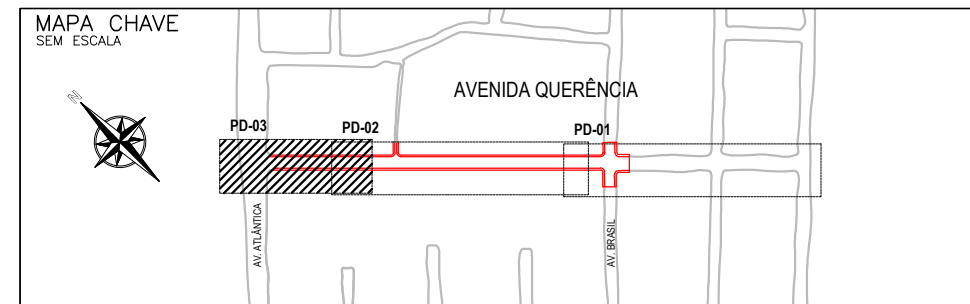 MAPA CHAVE
SEM ESCALA
N
AVENIDA QUERÊNCIA
PD-03
PD-02
PD-01
AV. ATLÂNTICA
AV. BRASIL